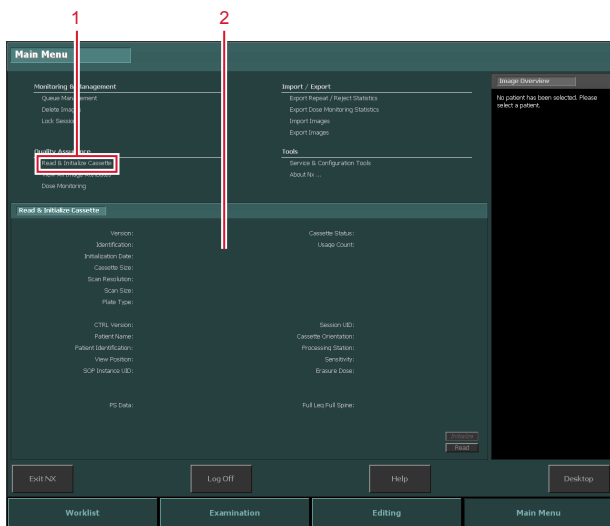 1 2
Main Menu
Monitoring & Management
Queue Management
Delete Images
Lock Session
Import / Export
Export Repeat / Reject Statistics
Export Dose Monitoring Statistics
Import Images
Export Images
Quality Assurance
Read & Initialize Cassette
View All Image Attributes
Dose Monitoring
Tools
Service & Configuration Tools
About Nx ...
Image Overview
No patient has been selected. Please
select a patient.
Read & Initialize Cassette
Version:
Identification:
Initialization Date:
Cassette Size:
Scan Resolution:
Scan Size:
Plate Type:
Cassette Status:
Usage Count:
CTRL Version:
Patient Name:
Patient Identification:
View Position:
SOP Instance UID:
Session UID:
Cassette Orientation:
Processing Station:
Sensitivity:
Erasure Dose:
PS Data:
Full Leg Full Spine:
Initialize
Read
Exit NX
Log Off
Help
Desktop
Worklist
Examination
Editing
Main Menu